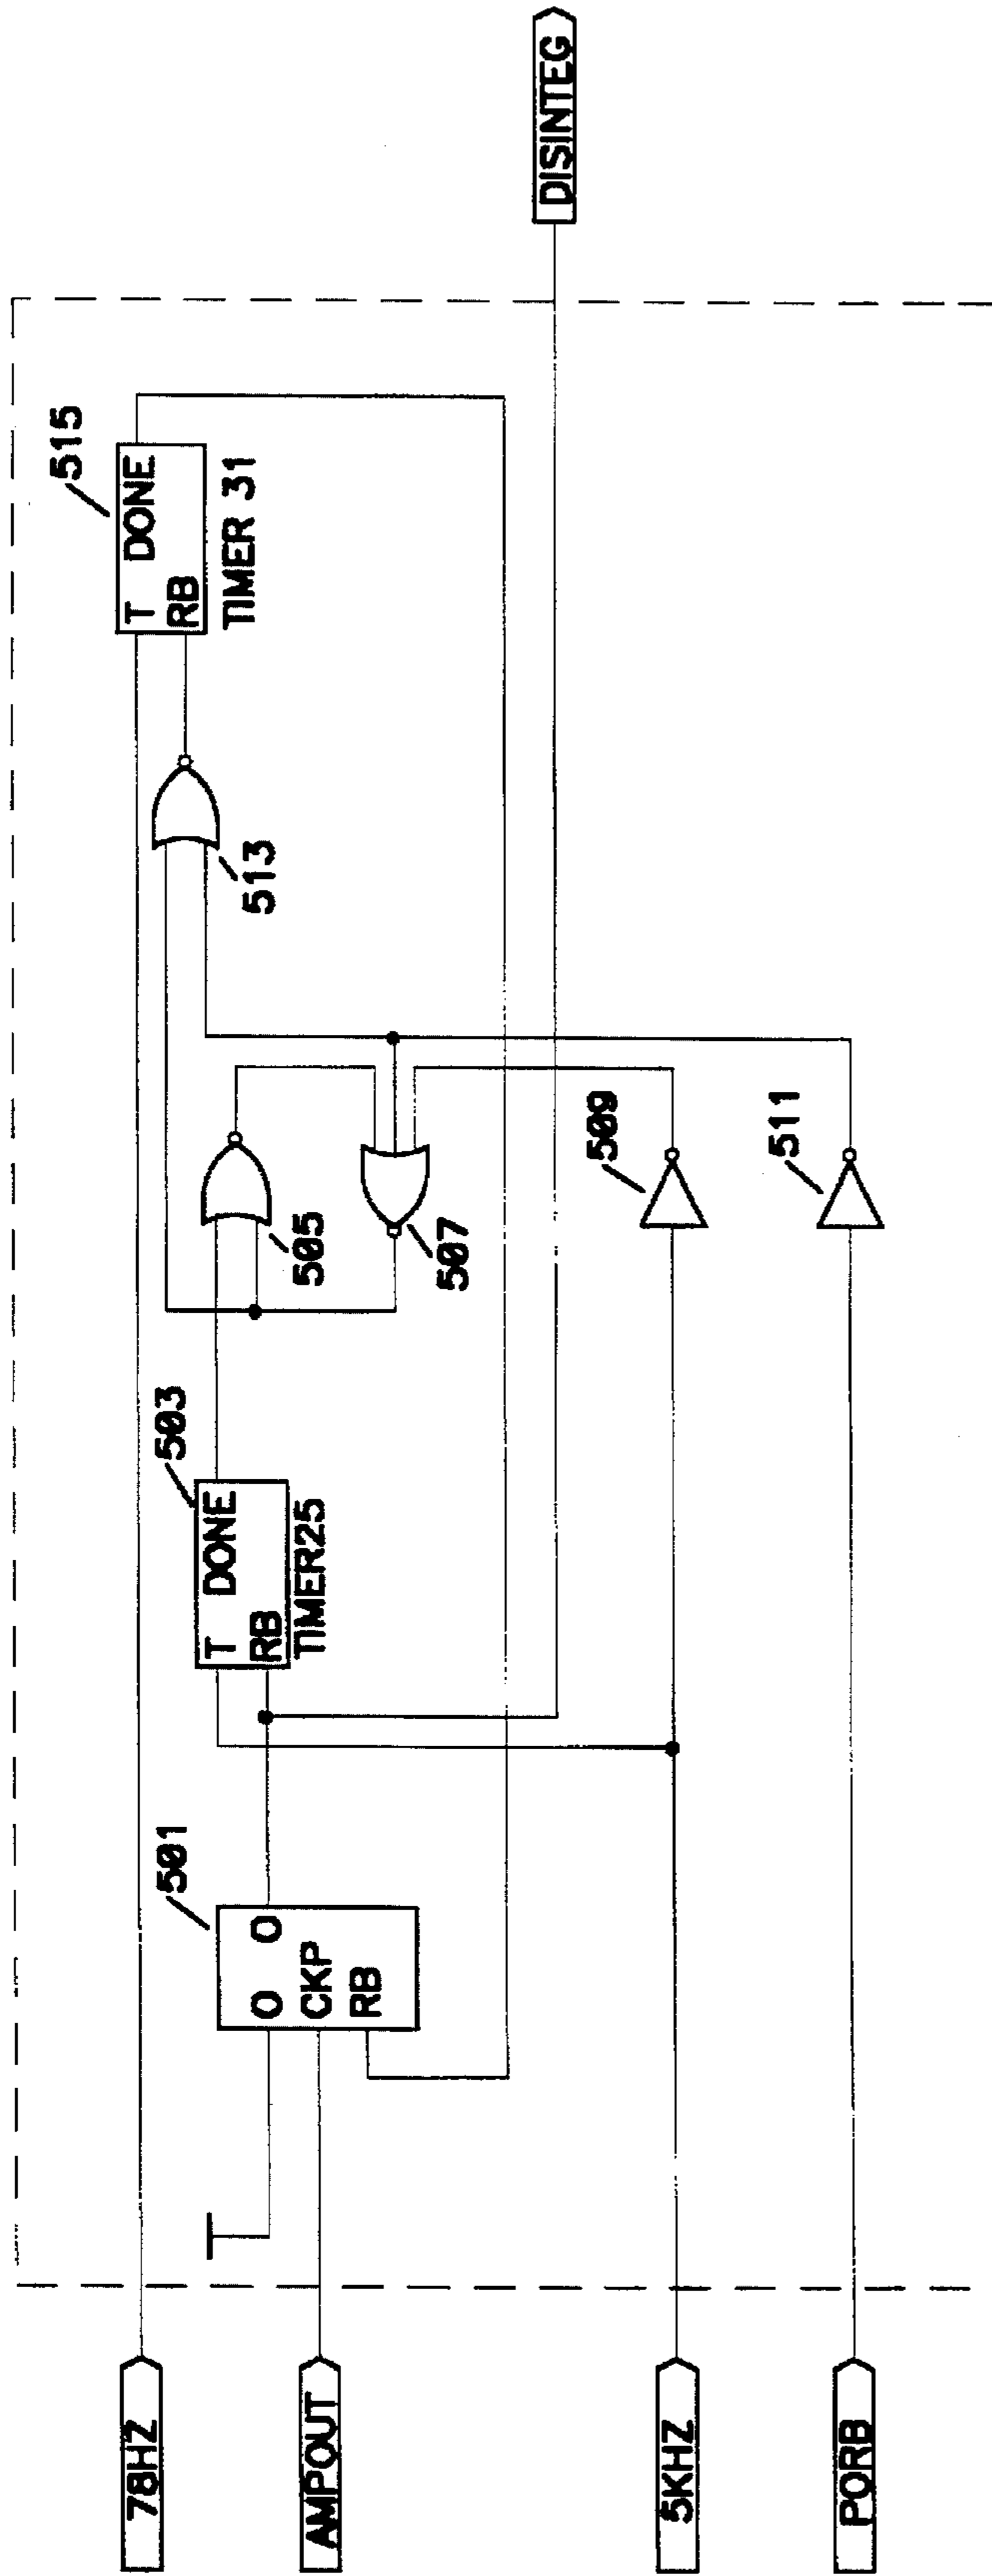 78HZ
AMPOUT
5KHZ
PORB
501
O O
CKP
RB
503
T DONE
RB
TIMER25
505
507
509
511
513
515
T DONE
RB
TIMER 31
DISINTEG